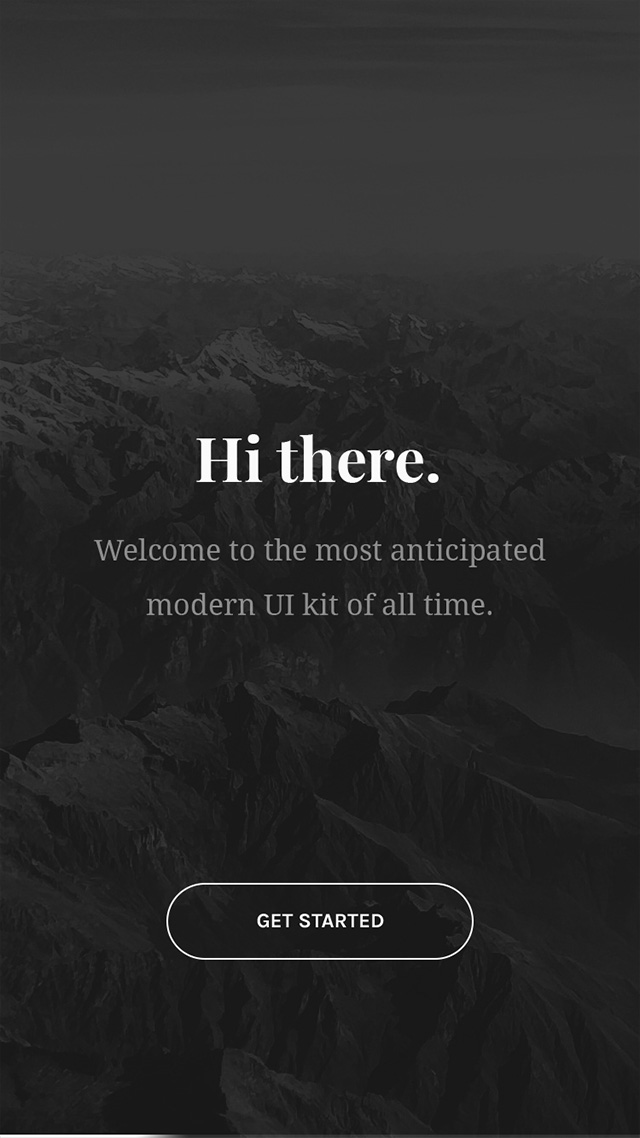 Hi there.
Welcome to the most anticipated
modern UI kit of all time.
GET STARTED